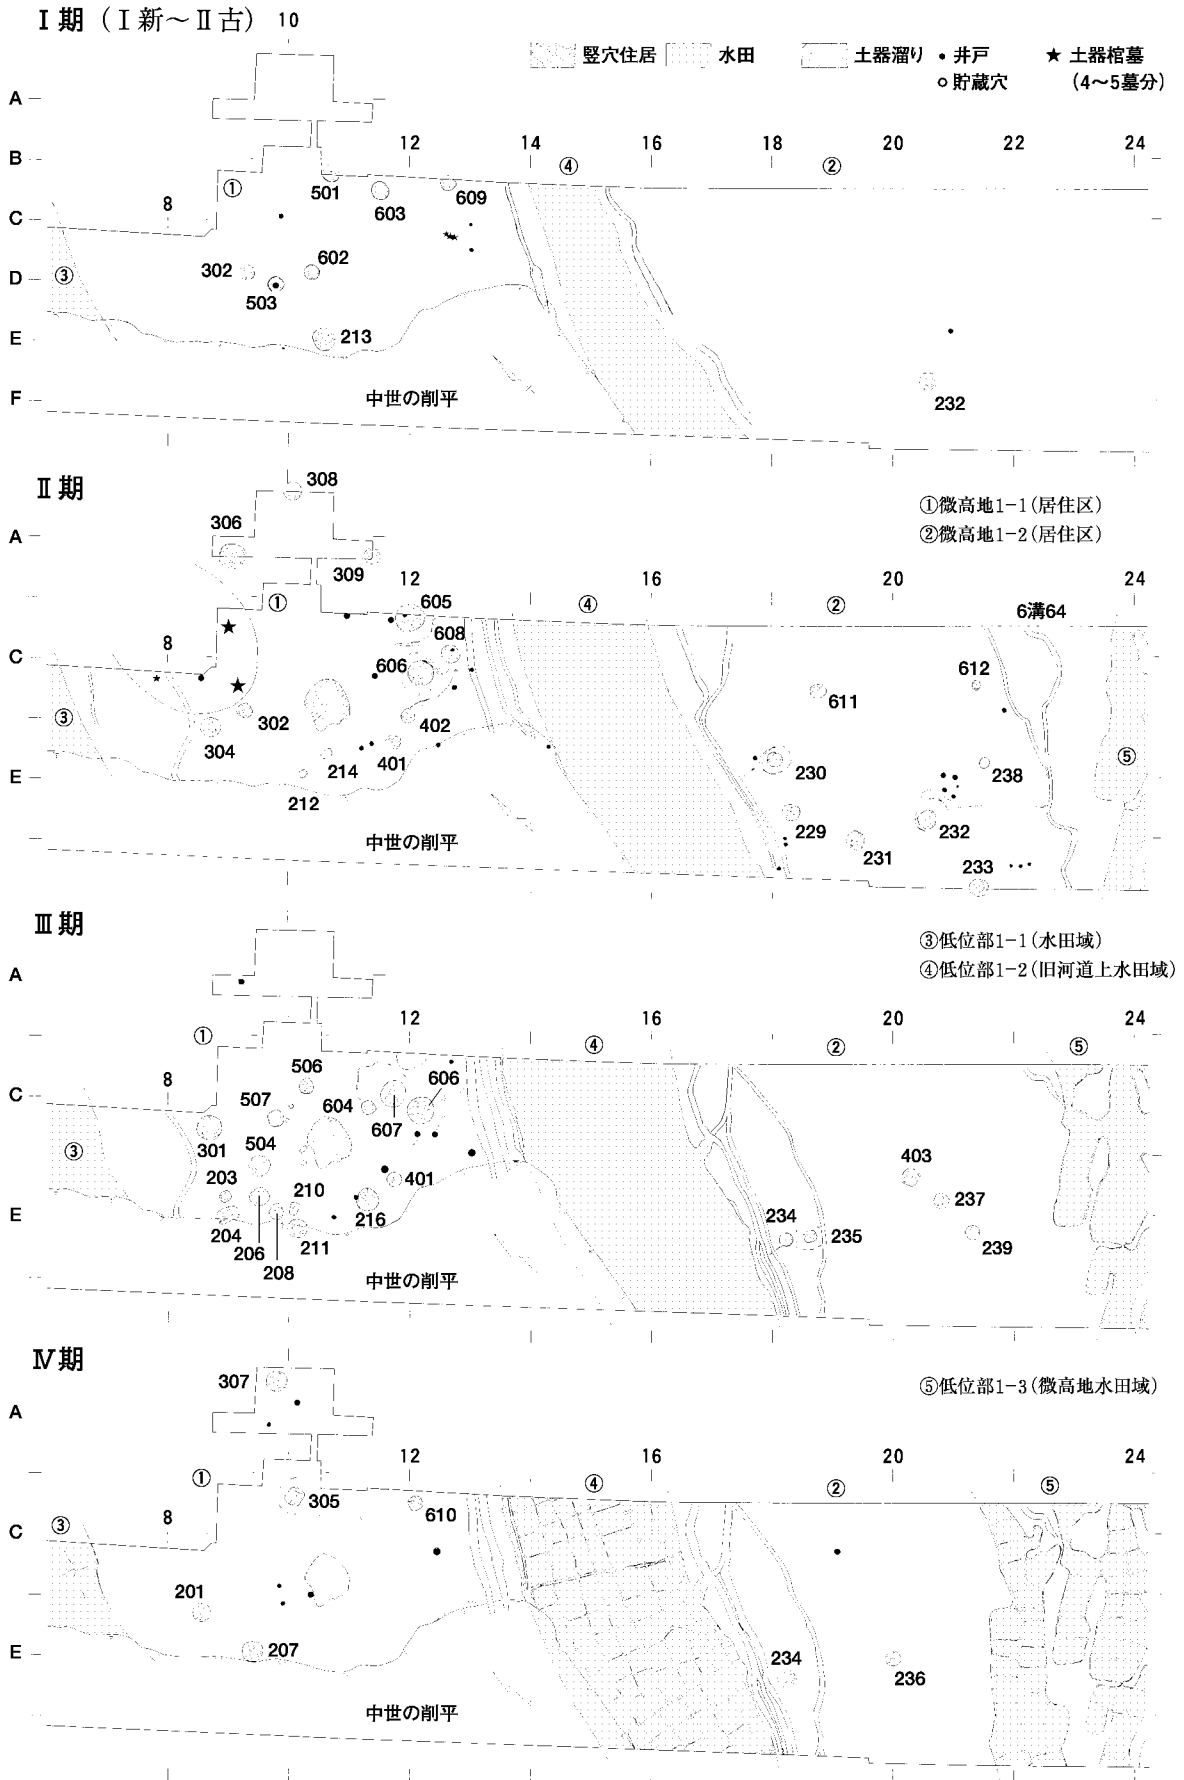 Ⅰ期（Ⅰ新～Ⅱ古） 10
竪穴住居 水田 土器溜り • 井戸 ★ 土器棺墓
○ 貯蔵穴 (4～5墓分)
A
B 12 14 16 18 20 22 24
① ④ ②
501 603 609
C 8
302 602
D ③
503
E 213
F 中世の削平 232
Ⅱ期 308
①微高地1-1(居住区)
②微高地1-2(居住区)
A 306
309 12 16 20 24
① 605 ④ ② 6溝64
608
C 8 606 612
611
③ 302 402
304
E 214 401 230 238 ⑤
212
中世の削平 229 231 232
233
Ⅲ期
③低位部1-1(水田域)
④低位部1-2(旧河道上水田域)
A
12 16 20 24
① ④ ② ⑤
506 606
C 8 507 604 607
301 504
③ 403
203 210 401
237
E 204 216 234 235
206 211 239
208
中世の削平
Ⅳ期
307
⑤低位部1-3(微高地水田域)
A
12 16 20 24
① ④ ② ⑤
305 610
C ③ 8
201
E 207 234 236
中世の削平